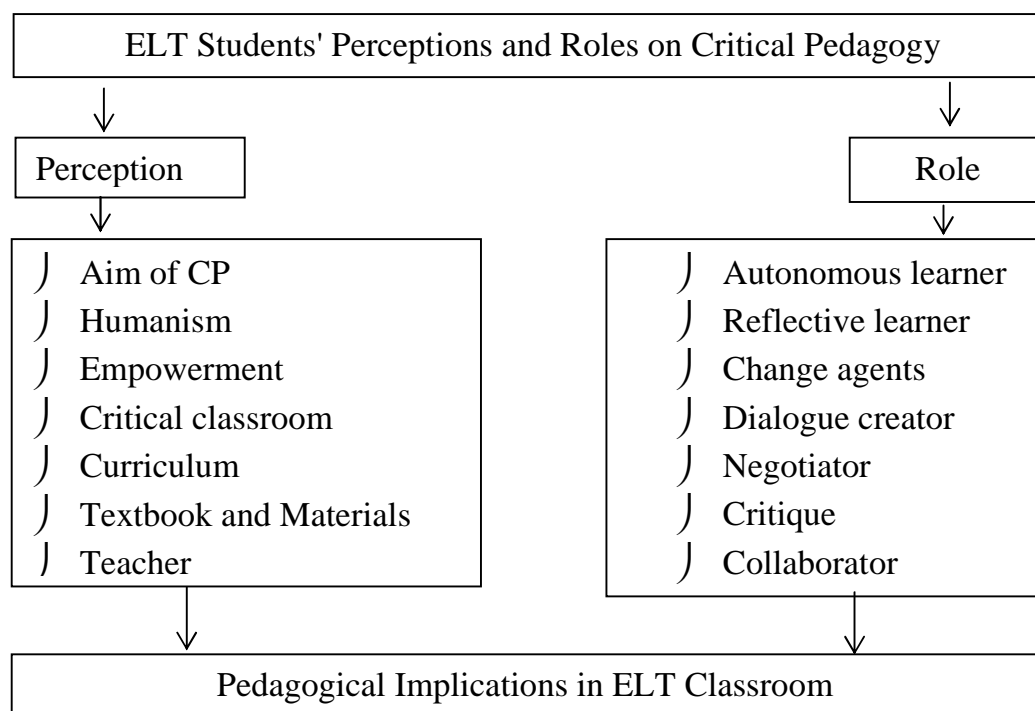 ELT Students' Perceptions and Roles on Critical Pedagogy
Perception
Role
Aim of CP
Humanism
Empowerment
Critical classroom
Curriculum
Textbook and Materials
Teacher
Autonomous learner
Reflective learner
Change agents
Dialogue creator
Negotiator
Critique
Collaborator
Pedagogical Implications in ELT Classroom